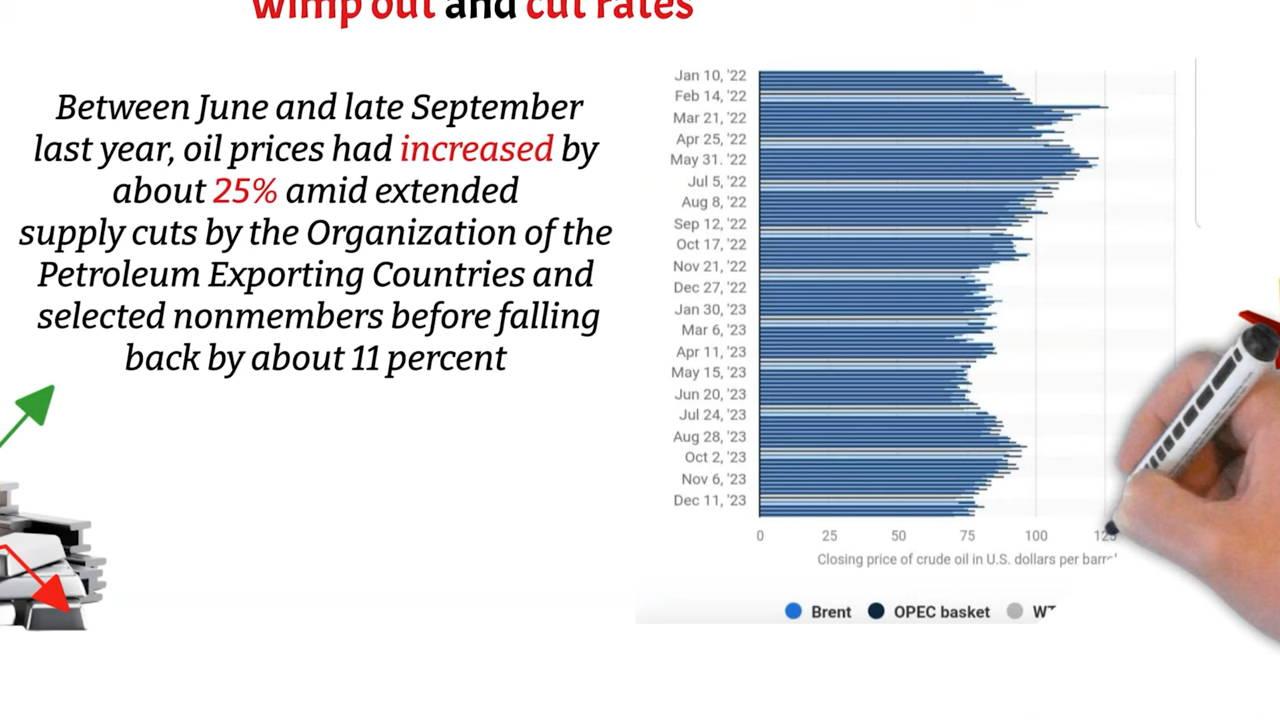 wimp out and cut rates
Between June and late September
last year, oil prices had increased by
about 25% amid extended
supply cuts by the Organization of the
Petroleum Exporting Countries and
selected nonmembers before falling
back by about 11 percent
Jan 10, '22
Feb 14, '22
Mar 21, '22
Apr 25, '22
May 31. '22
Jul 5, '22
Aug 8, '22
Sep 12, '22
Oct 17, '22
Nov 21, '22
Dec 27, '22
Jan 30, '23
Mar 6, '23
Apr 11, '23
May 15, '23
Jun 20, '23
Jul 24, '23
Aug 28, '23
Oct 2, '23
Nov 6, '23
Dec 11, '23
0 25 50 75 100
Closing price of crude oil in U.S. dollars per
Brent OPEC basket